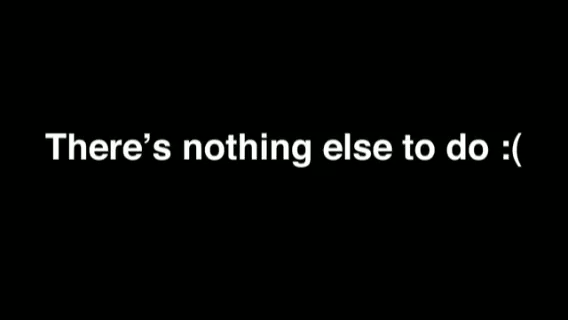 There’s nothing else to do :(